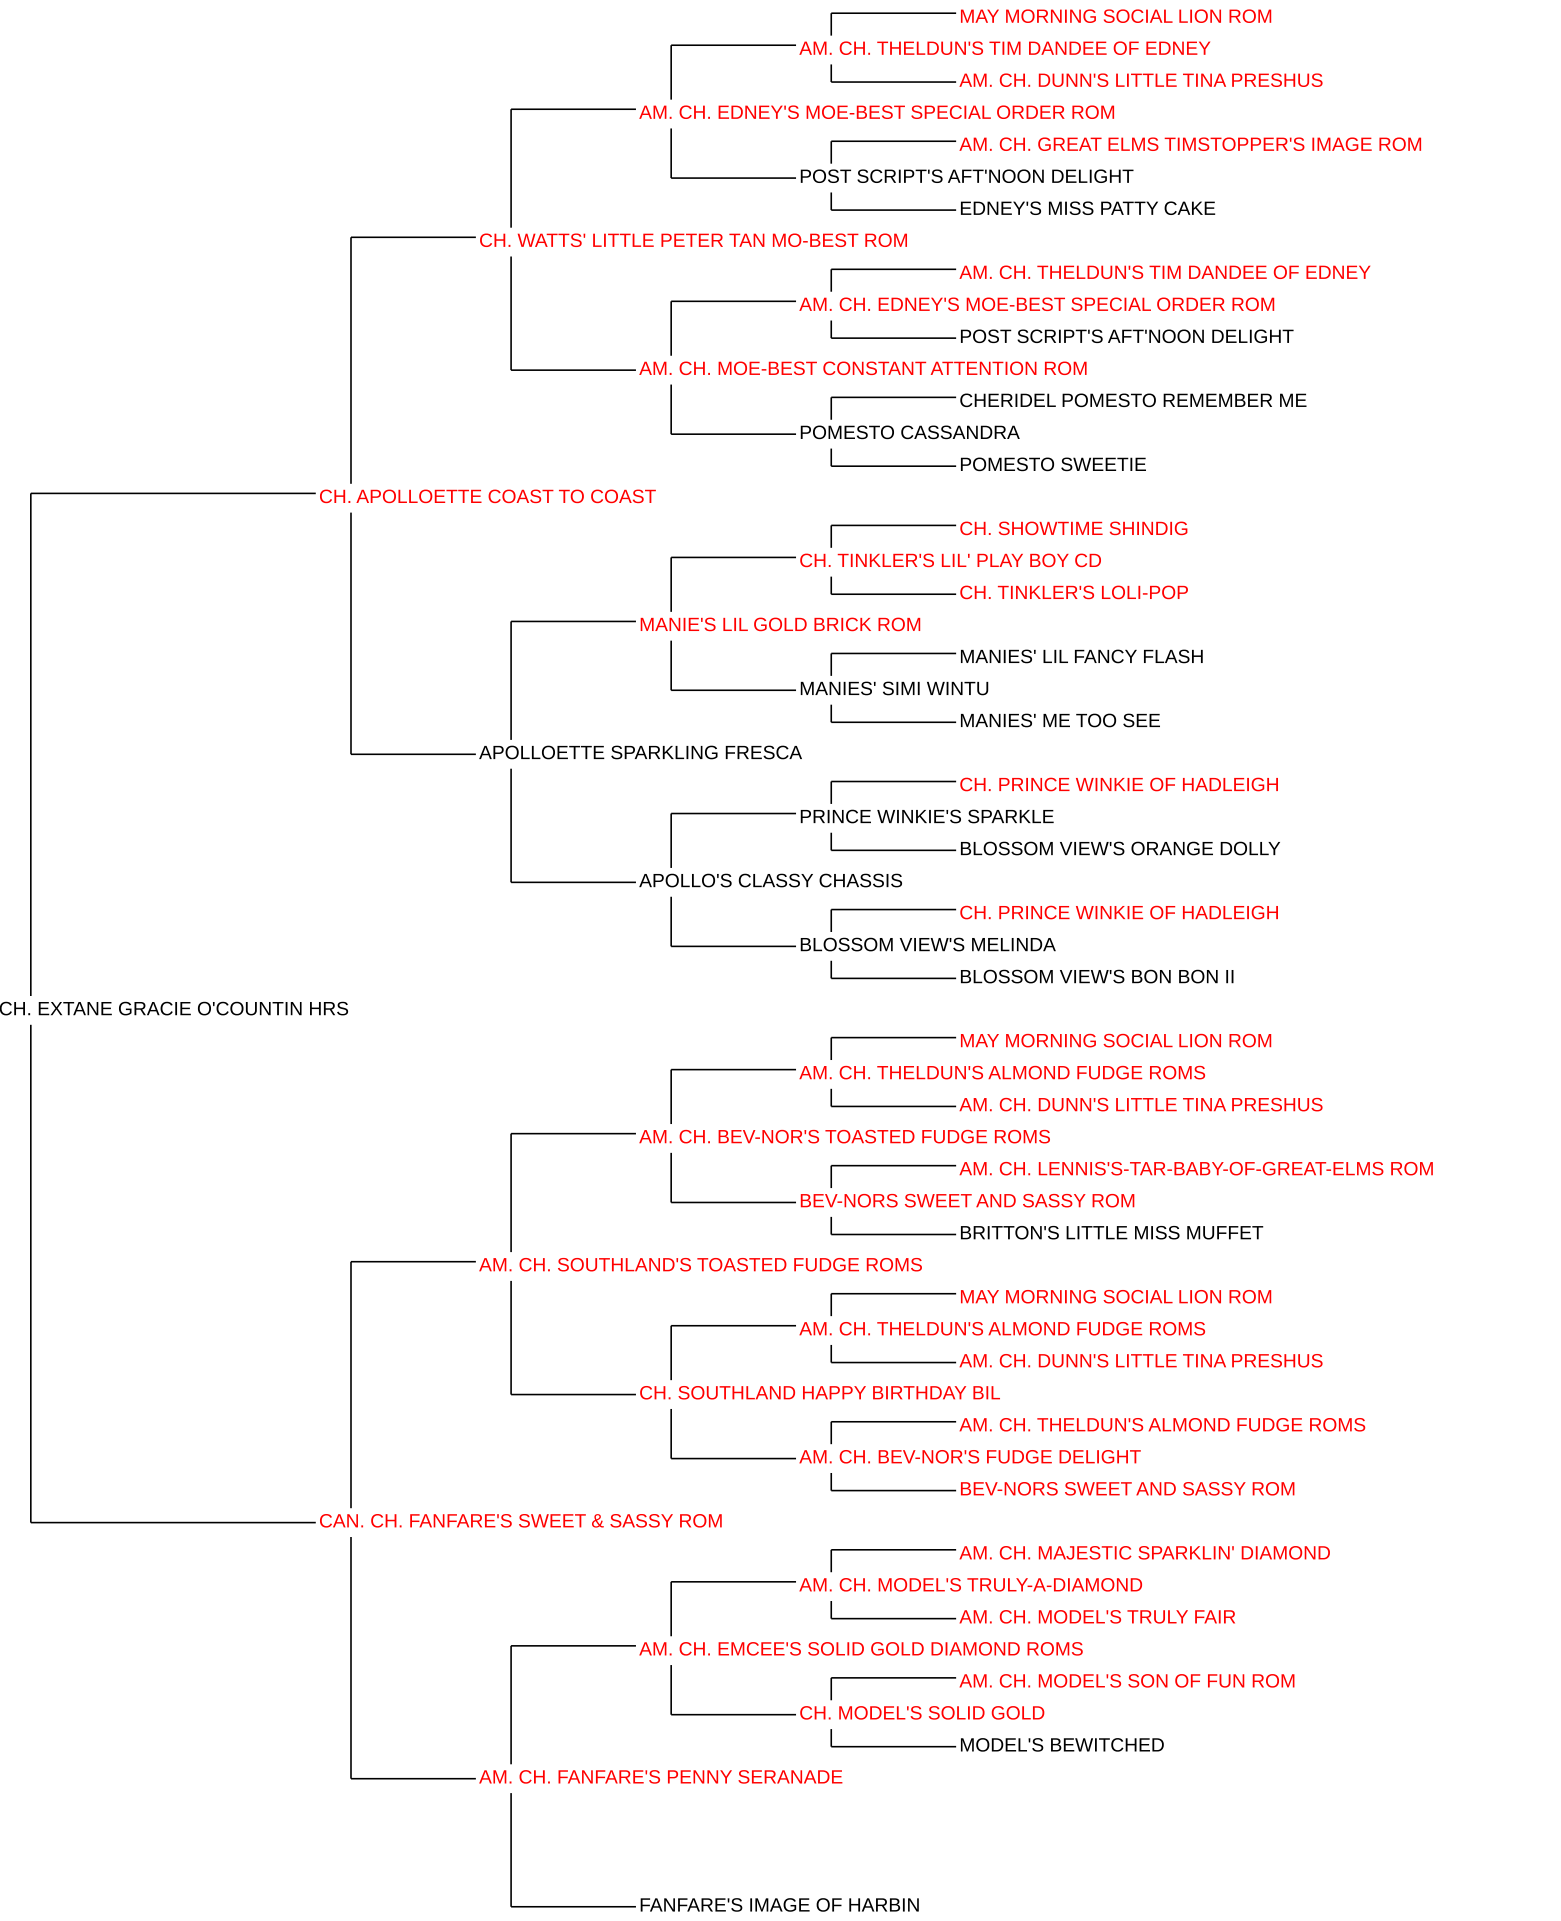 MAY MORNING SOCIAL LION ROM
AM. CH. THELDUN'S TIM DANDEE OF EDNEY
AM. CH. DUNN'S LITTLE TINA PRESHUS
AM. CH. EDNEY'S MOE-BEST SPECIAL ORDER ROM
AM. CH. GREAT ELMS TIMSTOPPER'S IMAGE ROM
POST SCRIPT'S AFT'NOON DELIGHT
EDNEY'S MISS PATTY CAKE
CH. WATTS' LITTLE PETER TAN MO-BEST ROM
AM. CH. THELDUN'S TIM DANDEE OF EDNEY
AM. CH. EDNEY'S MOE-BEST SPECIAL ORDER ROM
POST SCRIPT'S AFT'NOON DELIGHT
AM. CH. MOE-BEST CONSTANT ATTENTION ROM
CHERIDEL POMESTO REMEMBER ME
POMESTO CASSANDRA
POMESTO SWEETIE
CH. APOLLOETTE COAST TO COAST
CH. SHOWTIME SHINDIG
CH. TINKLER'S LIL' PLAY BOY CD
CH. TINKLER'S LOLI-POP
MANIE'S LIL GOLD BRICK ROM
MANIES' LIL FANCY FLASH
MANIES' SIMI WINTU
MANIES' ME TOO SEE
APOLLOETTE SPARKLING FRESCA
CH. PRINCE WINKIE OF HADLEIGH
PRINCE WINKIE'S SPARKLE
BLOSSOM VIEW'S ORANGE DOLLY
APOLLO'S CLASSY CHASSIS
CH. PRINCE WINKIE OF HADLEIGH
BLOSSOM VIEW'S MELINDA
BLOSSOM VIEW'S BON BON II
CH. EXTANE GRACIE O'COUNTIN HRS
MAY MORNING SOCIAL LION ROM
AM. CH. THELDUN'S ALMOND FUDGE ROMS
AM. CH. DUNN'S LITTLE TINA PRESHUS
AM. CH. BEV-NOR'S TOASTED FUDGE ROMS
AM. CH. LENNIS'S-TAR-BABY-OF-GREAT-ELMS ROM
BEV-NORS SWEET AND SASSY ROM
BRITTON'S LITTLE MISS MUFFET
AM. CH. SOUTHLAND'S TOASTED FUDGE ROMS
MAY MORNING SOCIAL LION ROM
AM. CH. THELDUN'S ALMOND FUDGE ROMS
AM. CH. DUNN'S LITTLE TINA PRESHUS
CH. SOUTHLAND HAPPY BIRTHDAY BIL
AM. CH. THELDUN'S ALMOND FUDGE ROMS
AM. CH. BEV-NOR'S FUDGE DELIGHT
BEV-NORS SWEET AND SASSY ROM
CAN. CH. FANFARE'S SWEET & SASSY ROM
AM. CH. MAJESTIC SPARKLIN' DIAMOND
AM. CH. MODEL'S TRULY-A-DIAMOND
AM. CH. MODEL'S TRULY FAIR
AM. CH. EMCEE'S SOLID GOLD DIAMOND ROMS
AM. CH. MODEL'S SON OF FUN ROM
CH. MODEL'S SOLID GOLD
MODEL'S BEWITCHED
AM. CH. FANFARE'S PENNY SERANADE
FANFARE'S IMAGE OF HARBIN